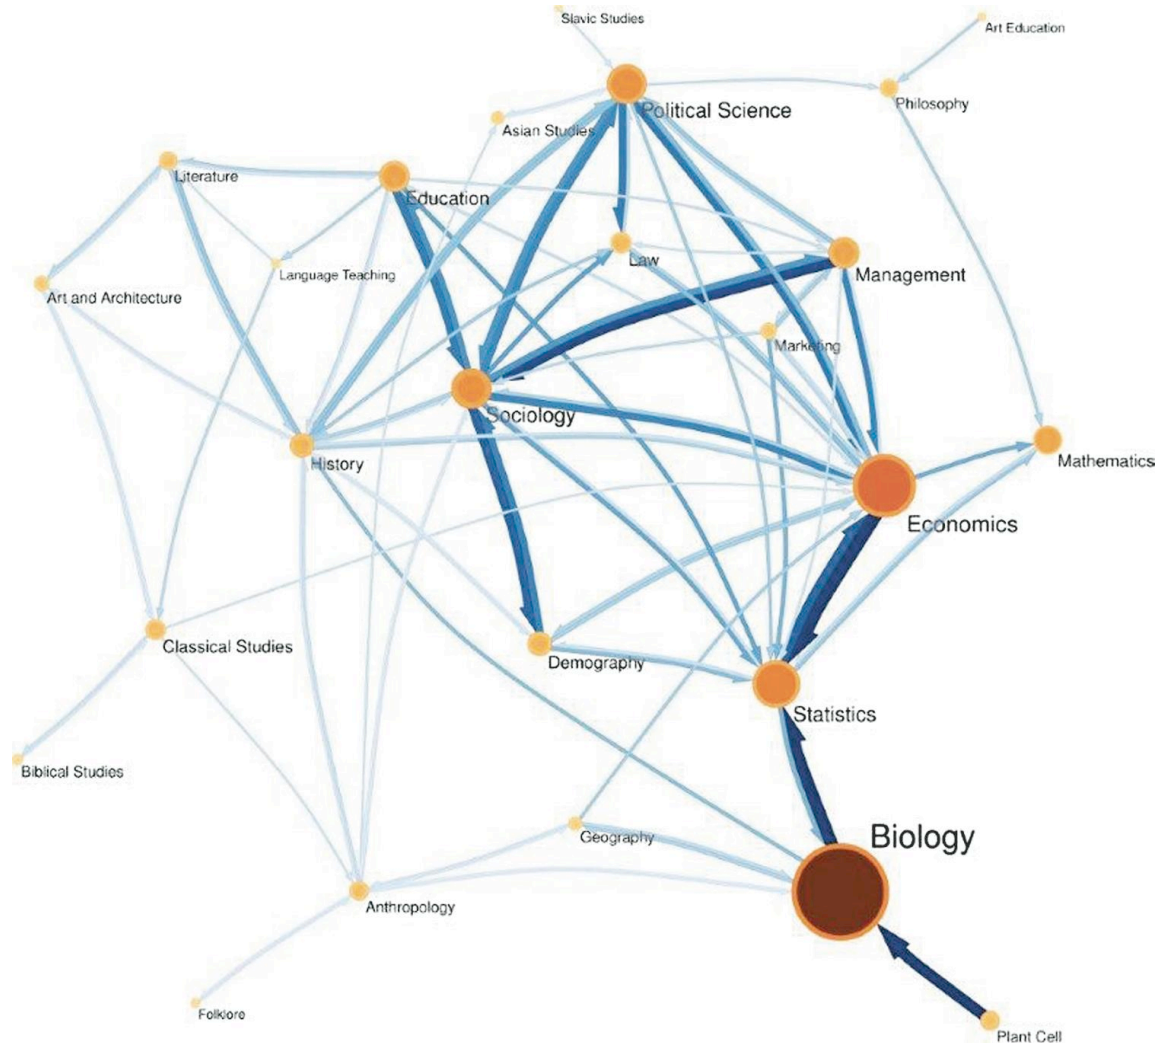 Slavic Studies
Art Education
Political Science
Philosophy
Asian Studies
Literature
Education
Law
Language Teaching
Management
Art and Architecture
Marketing
Sociology
History
Mathematics
Economics
Classical Studies
Demography
Statistics
Biblical Studies
Geography
Biology
Anthropology
Folklore
Plant Cell